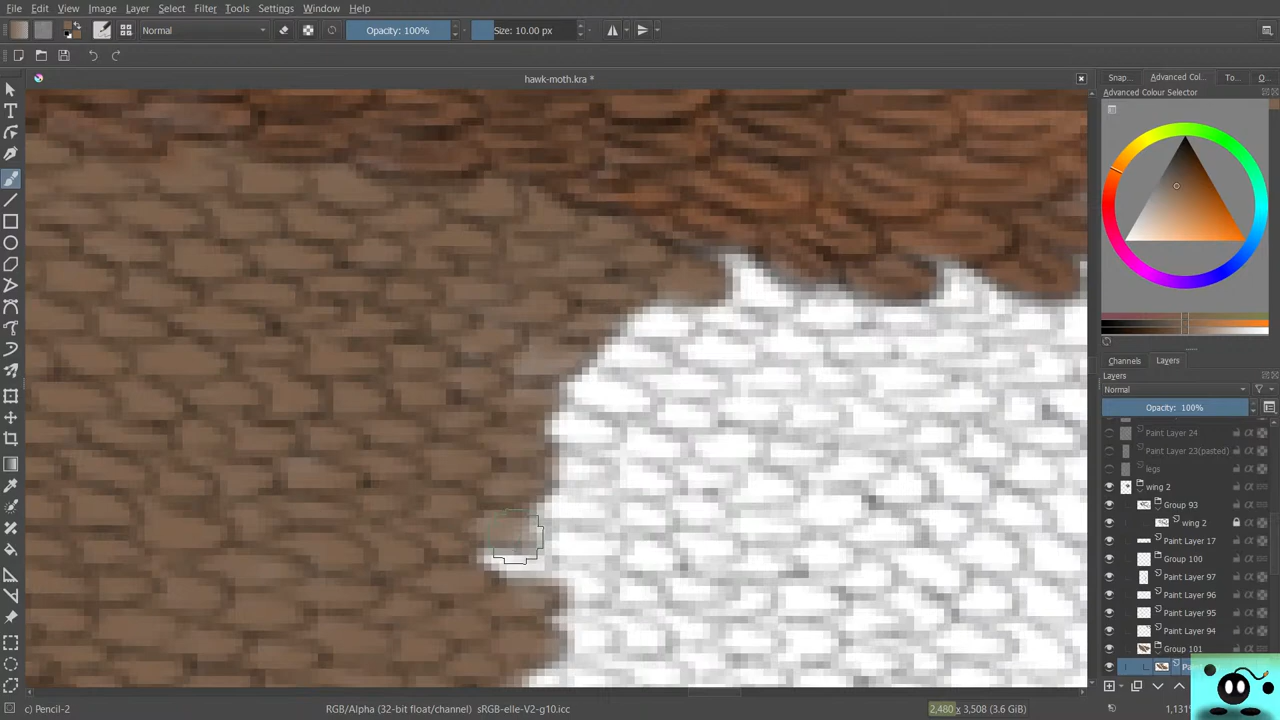 File Edit View Image Layer Select Filter Tools Settings Window Help
Normal Opacity: 100% Size: 10.00 px
hawk-moth.kra *
Snap... Advanced Col... To... O...
Advanced Colour Selector
Channels Layers
Layers
Normal
Opacity: 100%
Paint Layer 24
Paint Layer 23(pasted)
legs
wing 2
Group 93
wing 2
Paint Layer 17
Group 100
Paint Layer 97
Paint Layer 96
Paint Layer 95
Paint Layer 94
Group 101
c) Pencil-2 RGB/Alpha (32-bit float/channel) sRGB-elle-V2-g10.icc 2,480 x 3,508 (3.6 GiB)